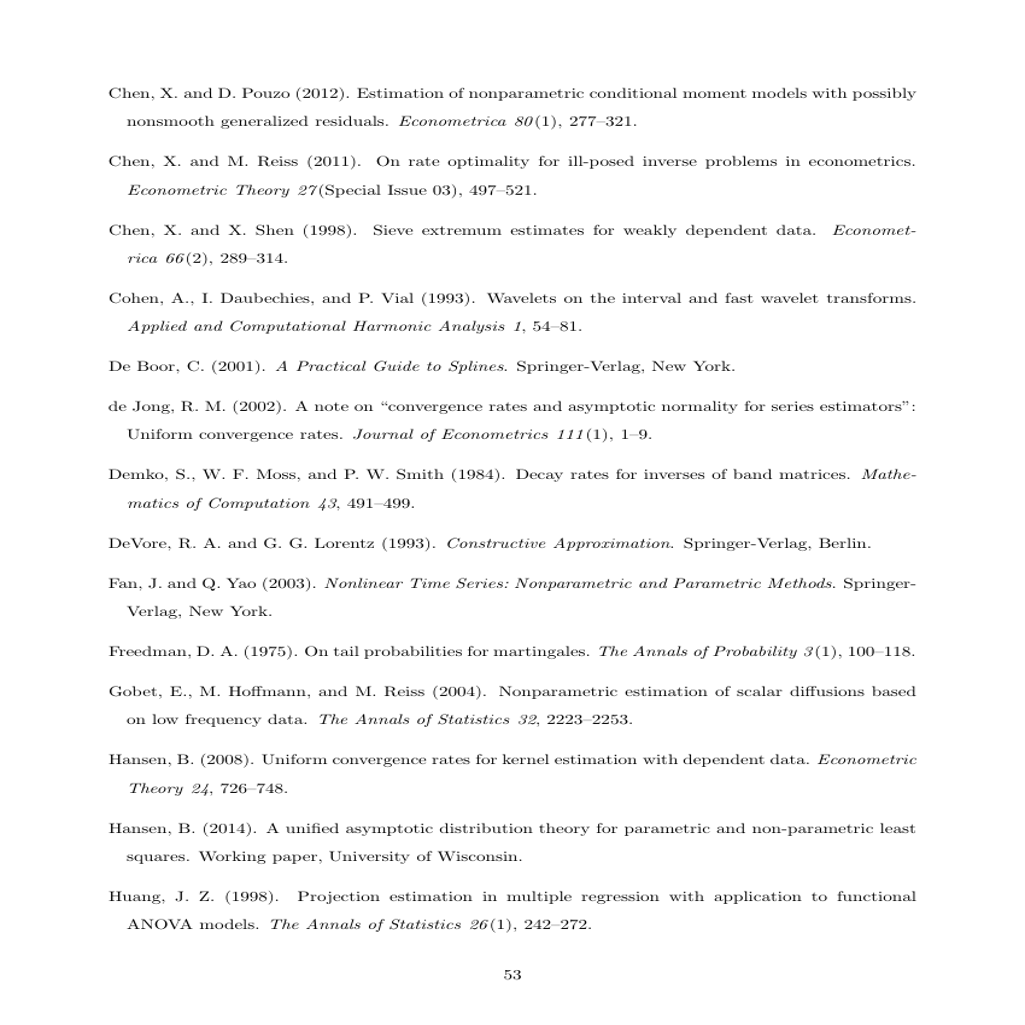 Chen, X. and D. Pouzo (2012). Estimation of nonparametric conditional moment models with possibly
nonsmooth generalized residuals. Econometrica 80(1), 277–321.
Chen, X. and M. Reiss (2011). On rate optimality for ill-posed inverse problems in econometrics.
Econometric Theory 27(Special Issue 03), 497–521.
Chen, X. and X. Shen (1998). Sieve extremum estimates for weakly dependent data. Economet-
rica 66(2), 289–314.
Cohen, A., I. Daubechies, and P. Vial (1993). Wavelets on the interval and fast wavelet transforms.
Applied and Computational Harmonic Analysis 1, 54–81.
De Boor, C. (2001). A Practical Guide to Splines. Springer-Verlag, New York.
de Jong, R. M. (2002). A note on “convergence rates and asymptotic normality for series estimators”:
Uniform convergence rates. Journal of Econometrics 111(1), 1–9.
Demko, S., W. F. Moss, and P. W. Smith (1984). Decay rates for inverses of band matrices. Mathe-
matics of Computation 43, 491–499.
DeVore, R. A. and G. G. Lorentz (1993). Constructive Approximation. Springer-Verlag, Berlin.
Fan, J. and Q. Yao (2003). Nonlinear Time Series: Nonparametric and Parametric Methods. Springer-
Verlag, New York.
Freedman, D. A. (1975). On tail probabilities for martingales. The Annals of Probability 3(1), 100–118.
Gobet, E., M. Hoffmann, and M. Reiss (2004). Nonparametric estimation of scalar diffusions based
on low frequency data. The Annals of Statistics 32, 2223–2253.
Hansen, B. (2008). Uniform convergence rates for kernel estimation with dependent data. Econometric
Theory 24, 726–748.
Hansen, B. (2014). A unified asymptotic distribution theory for parametric and non-parametric least
squares. Working paper, University of Wisconsin.
Huang, J. Z. (1998). Projection estimation in multiple regression with application to functional
ANOVA models. The Annals of Statistics 26(1), 242–272.
53